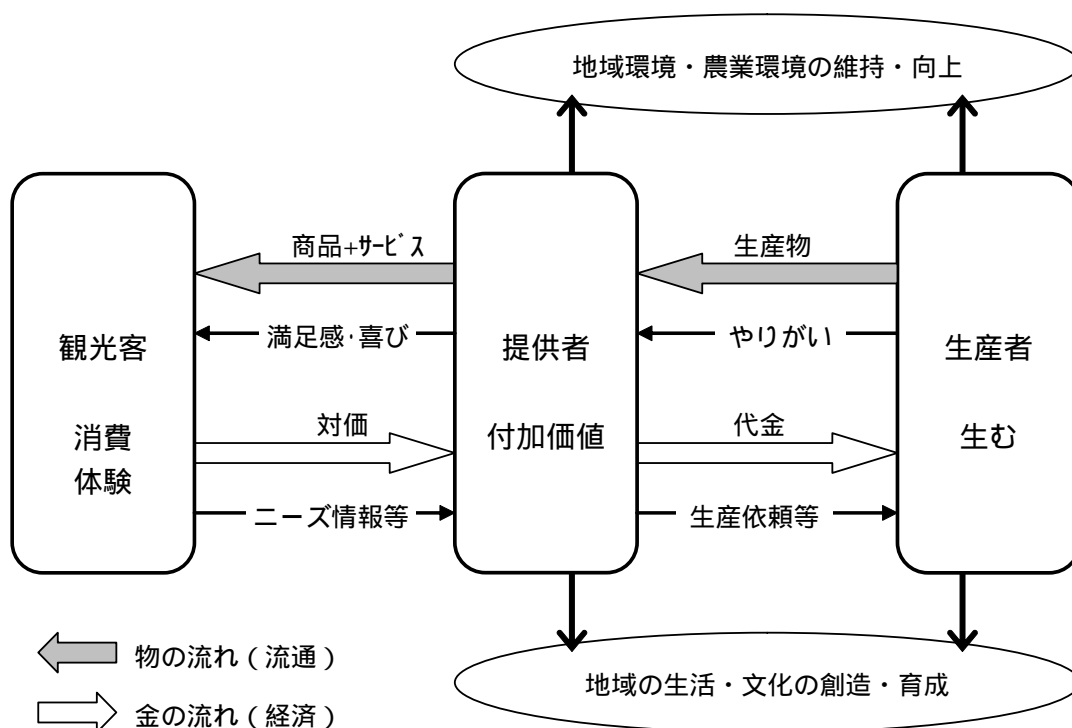 地域環境・農業環境の維持・向上
商品+ｻｰﾋﾞｽ
生産物
満足感･喜び
やりがい
観光客
提供者
生産者
対価
代金
消費
体験
付加価値
生む
ニーズ情報等
生産依頼等
物の流れ（流通）
地域の生活・文化の創造・育成
金の流れ（経済）